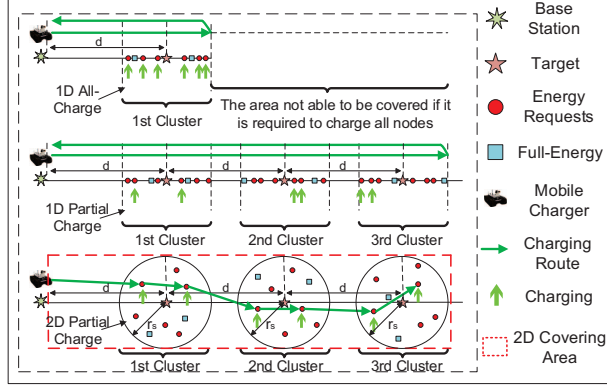 d
1D All-
Charge
1st Cluster
The area not able to be covered if it
is required to charge all nodes
d
d
d
1D Partial
Charge
1st Cluster
2nd Cluster
3rd Cluster
d
d
d
2D Partial
Charge
rs
rs
rs
1st Cluster
2nd Cluster
3rd Cluster
Base
Station
Target
Energy
Requests
Full-Energy
Mobile
Charger
Charging
Route
Charging
2D Covering
Area